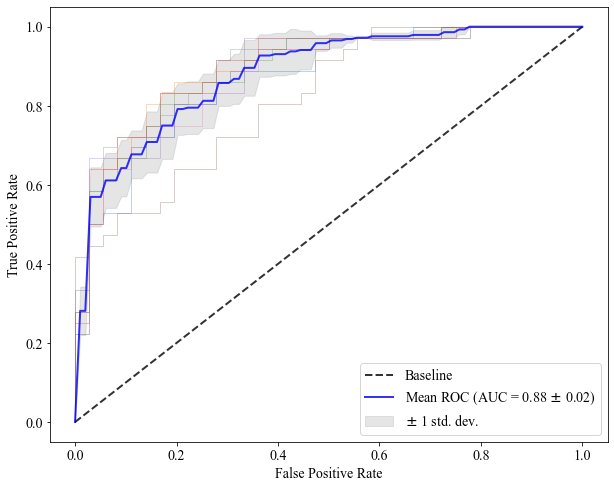 1.0
0.8
0.6
0.4
0.2
0.0
True Positive Rate
0.0 0.2 0.4 0.6 0.8 1.0
False Positive Rate
Baseline
Mean ROC (AUC = 0.88 ± 0.02)
± 1 std. dev.